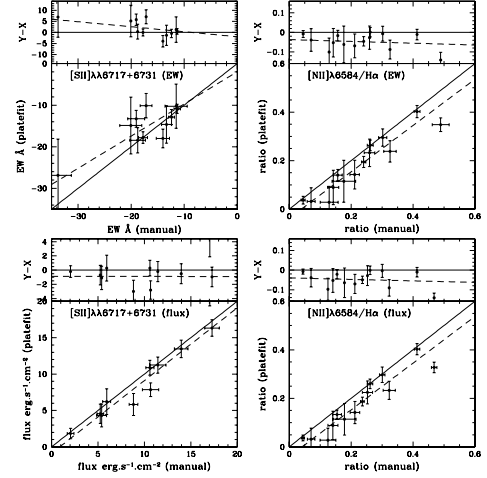 10
5
0
−5
−10
Y−X
[SII]λλ6717+6731 (EW)
−10
−20
−30
EW Å (platefit)
−30
−20
−10
0
EW Å (manual)
0.1
0
−0.1
Y−X
[NII]λ6584/Hα (EW)
0.4
0.2
0
ratio (platefit)
0
0.2
0.4
0.6
ratio (manual)
4
2
0
−2
−4
Y−X
[SII]λλ6717+6731 (flux)
20
15
10
5
0
flux erg.s⁻¹.cm⁻² (platefit)
0
5
10
15
20
flux erg.s⁻¹.cm⁻² (manual)
0.1
0
−0.1
Y−X
[NII]λ6584/Hα (flux)
0.4
0.2
0
ratio (platefit)
0
0.2
0.4
0.6
ratio (manual)